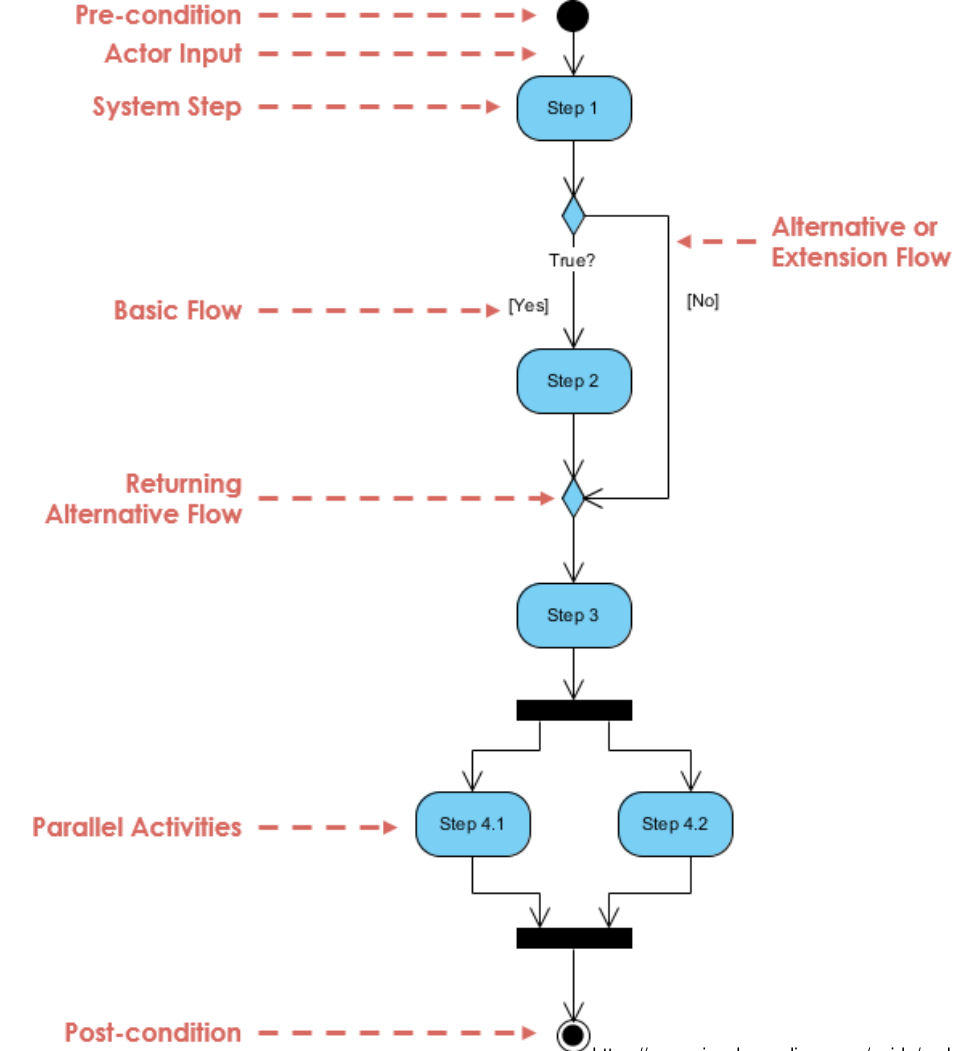 Pre-condition
Actor Input
System Step
Step 1
Alternative or
Extension Flow
True?
Basic Flow
[Yes]
[No]
Step 2
Returning
Alternative Flow
Step 3
Parallel Activities
Step 4.1
Step 4.2
Post-condition